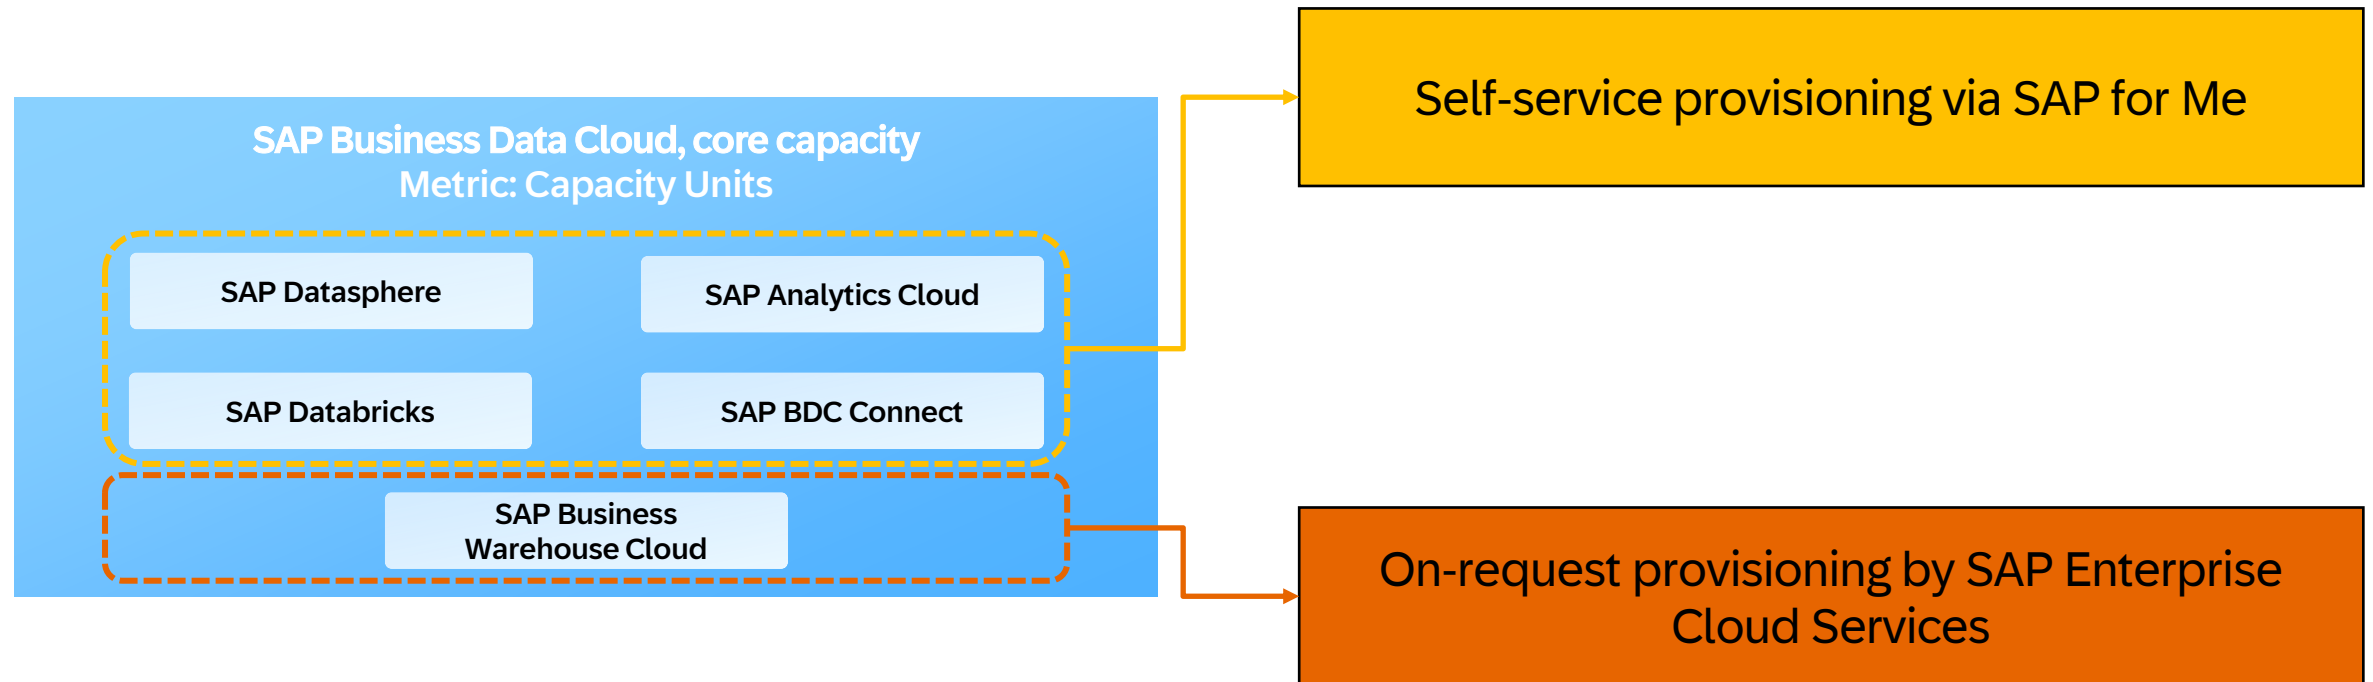 SAP Business Data Cloud, core capacity
Metric: Capacity Units
SAP Datasphere
SAP Analytics Cloud
SAP Databricks
SAP BDC Connect
SAP Business
Warehouse Cloud
Self-service provisioning via SAP for Me
On-request provisioning by SAP Enterprise
Cloud Services